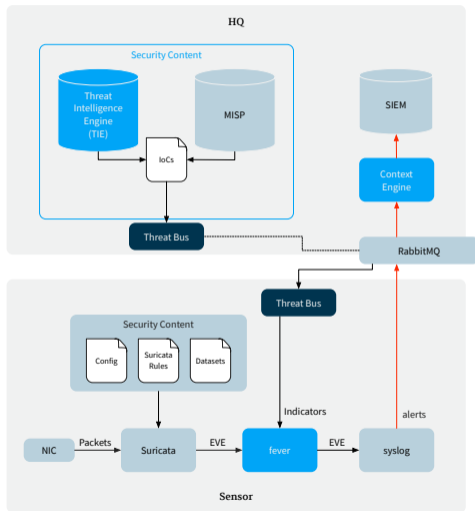 HQ
Security Content
Threat
Intelligence
Engine
(TIE)
MISP
IoCs
SIEM
Context
Engine
Threat Bus
RabbitMQ
Threat Bus
Security Content
Config
Suricata
Rules
Datasets
Indicators
alerts
NIC
Packets
Suricata
EVE
fever
EVE
syslog
Sensor